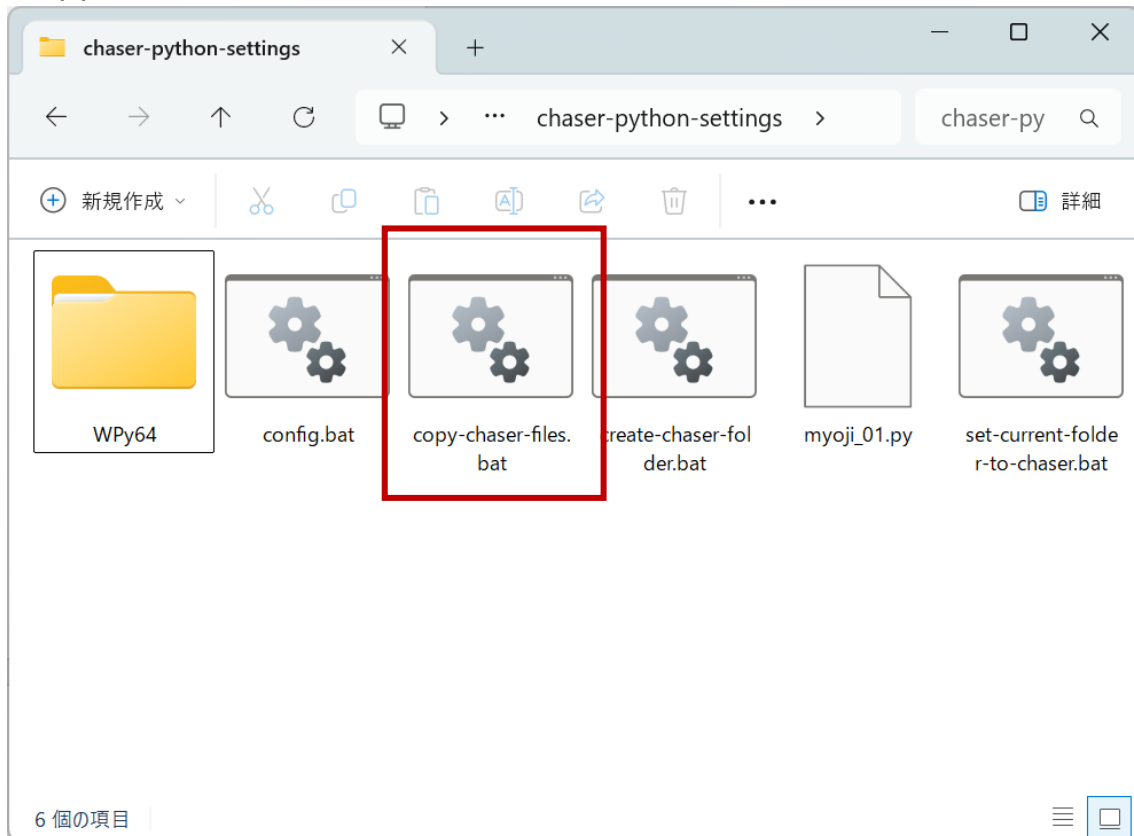 chaser-python-settings
chaser-python-settings
chaser-py
新規作成
詳細
WPy64
config.bat
copy-chaser-files.
bat
create-chaser-fol
der.bat
myoji_01.py
set-current-folde
r-to-chaser.bat
6 個の項目